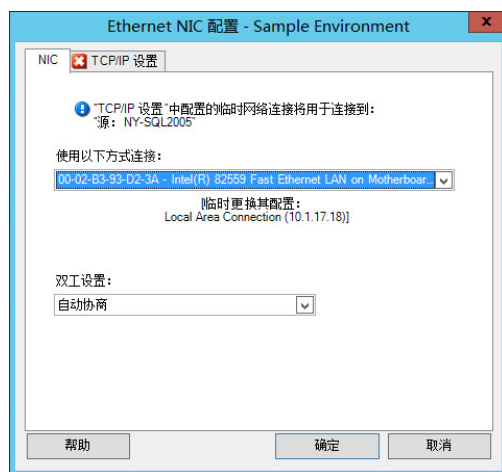 Ethernet NIC 配置 - Sample Environment
x
NIC
TCP/IP 设置
"TCP/IP 设置"中配置的临时网络连接将用于连接到：
"源：NY-SQL2005"
使用以下方式连接：
00-02-B3-93-D2-3A - Intel(R) 82559 Fast Ethernet LAN on Motherboar...
[临时更换其配置：
Local Area Connection (10.1.17.18)]
双工设置：
自动协商
帮助
确定
取消